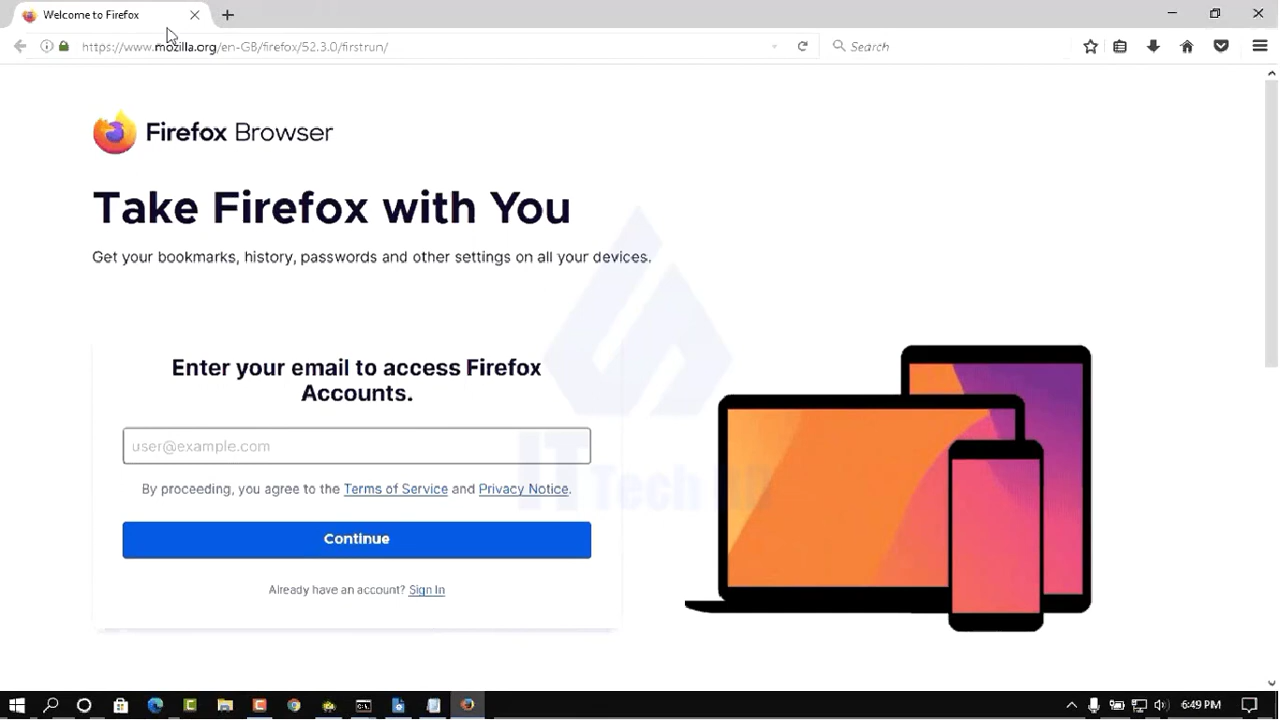 Welcome to Firefox
https://www.mozilla.org/en-GB/firefox/52.3.0/firstrun/
Search
Firefox Browser
Take Firefox with You
Get your bookmarks, history, passwords and other settings on all your devices.
Enter your email to access Firefox
Accounts.
user@example.com
By proceeding, you agree to the Terms of Service and Privacy Notice.
Continue
Already have an account? Sign In
IT Tech
6:49 PM